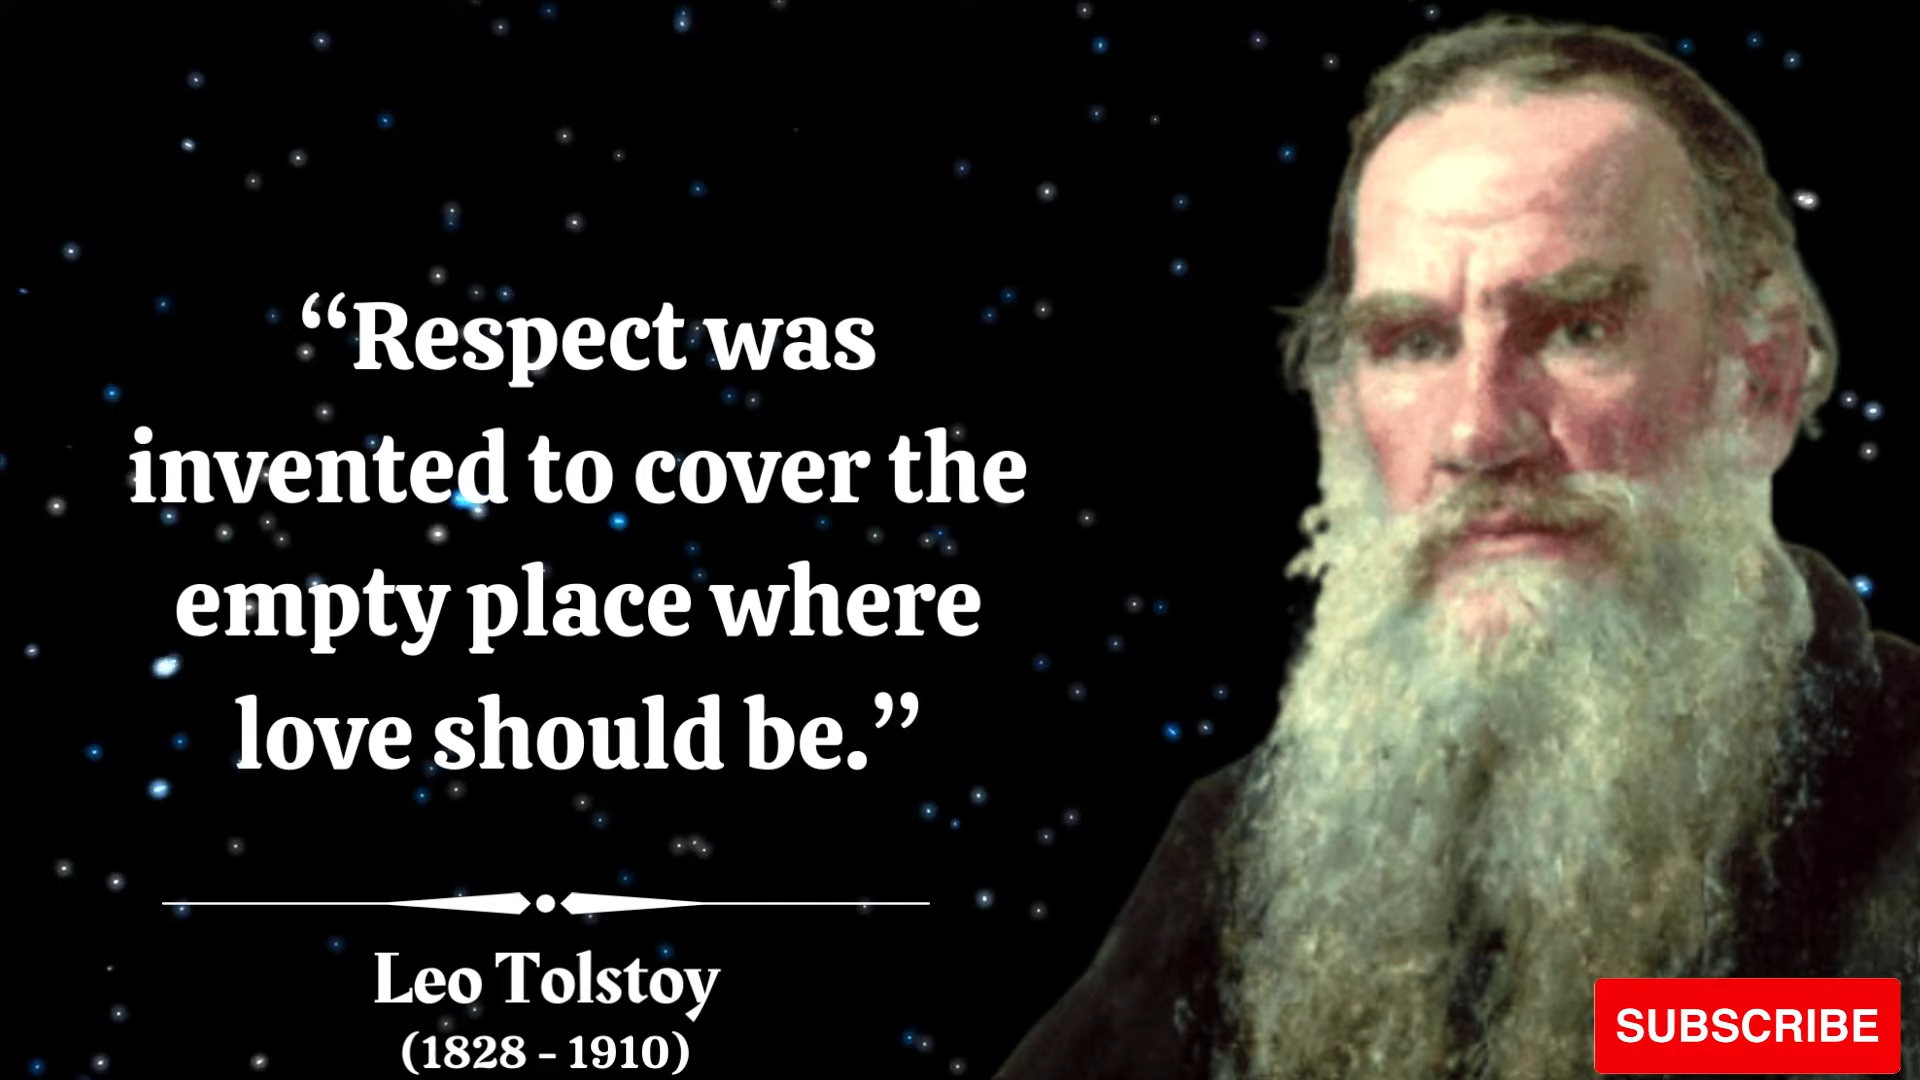 “Respect was
invented to cover the
empty place where
love should be.”
Leo Tolstoy
(1828 - 1910)
SUBSCRIBE